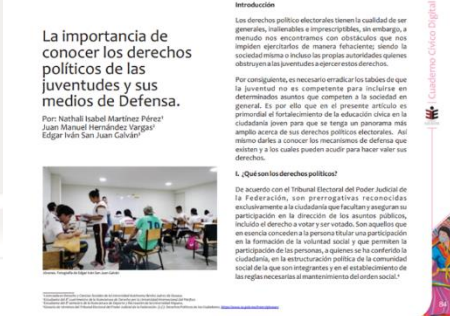 La importancia de
conocer los derechos
políticos de las
juventudes y sus
medios de Defensa.
Por: Nathali Isabel Martínez Pérez¹
Juan Manuel Hernández Vargas²
Edgar Iván San Juan Galván³
Introducción
Los derechos político electorales tienen la cualidad de ser
generales, inalienables e imprescriptibles, sin embargo, a
menudo nos encontramos con obstáculos que nos
impiden ejercitarlos de manera fehaciente; siendo la
sociedad misma o incluso las propias autoridades quienes
obstruyen a las juventudes a ejercer estos derechos.
Por consiguiente, es necesario erradicar los tabúes de que
la juventud no es competente para incluirse en
determinados asuntos que competen a la sociedad en
general. Es por ello que en el presente artículo es
primordial el fortalecimiento de la educación cívica en la
ciudadanía joven para que se tenga un panorama más
amplio acerca de sus derechos políticos electorales. Así
mismo darles a conocer los mecanismos de defensa que
existen y a los cuales pueden acudir para hacer valer sus
derechos.
I. ¿Qué son los derechos políticos?
De acuerdo con el Tribunal Electoral del Poder Judicial de
la Federación, son prerrogativas reconocidas
exclusivamente a la ciudadanía que facultan y aseguran su
participación en la dirección de los asuntos públicos,
incluido el derecho a votar y ser votado. Son aquellos que
en esencia conceden a la persona titular una participación
en la formación de la voluntad social y que permiten la
participación de las personas, a quienes se ha conferido la
ciudadanía, en la estructuración política de la comunidad
social de la que son integrantes y en el establecimiento de
las reglas necesarias al mantenimiento del orden social.⁴
Cuaderno Cívico Digital
84